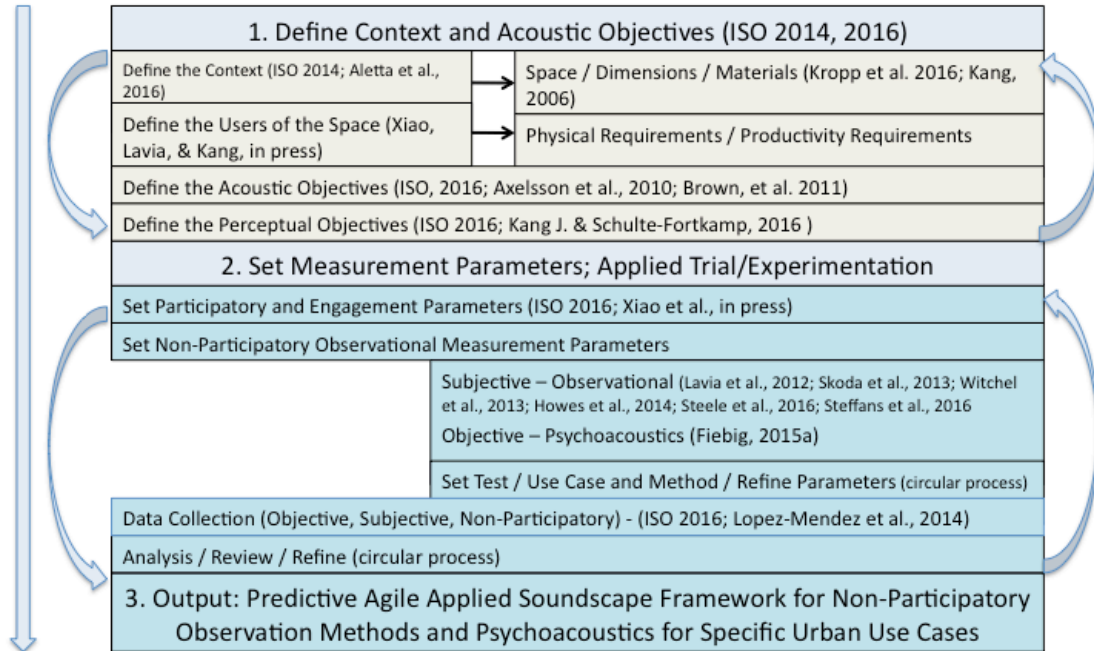 1. Define Context and Acoustic Objectives (ISO 2014, 2016)
Define the Context (ISO 2014; Aletta et al.,
2016)
Space / Dimensions / Materials (Kropp et al. 2016; Kang,
2006)
Define the Users of the Space (Xiao,
Lavia, & Kang, in press)
Physical Requirements / Productivity Requirements
Define the Acoustic Objectives (ISO, 2016; Axelsson et al., 2010; Brown, et al. 2011)
Define the Perceptual Objectives (ISO 2016; Kang J. & Schulte-Fortkamp, 2016 )
2. Set Measurement Parameters; Applied Trial/Experimentation
Set Participatory and Engagement Parameters (ISO 2016; Xiao et al., in press)
Set Non-Participatory Observational Measurement Parameters
Subjective – Observational (Lavia et al., 2012; Skoda et al., 2013; Witchel
et al., 2013; Howes et al., 2014; Steele et al., 2016; Steffans et al., 2016
Objective – Psychoacoustics (Fiebig, 2015a)
Set Test / Use Case and Method / Refine Parameters (circular process)
Data Collection (Objective, Subjective, Non-Participatory) - (ISO 2016; Lopez-Mendez et al., 2014)
Analysis / Review / Refine (circular process)
3. Output: Predictive Agile Applied Soundscape Framework for Non-Participatory
Observation Methods and Psychoacoustics for Specific Urban Use Cases